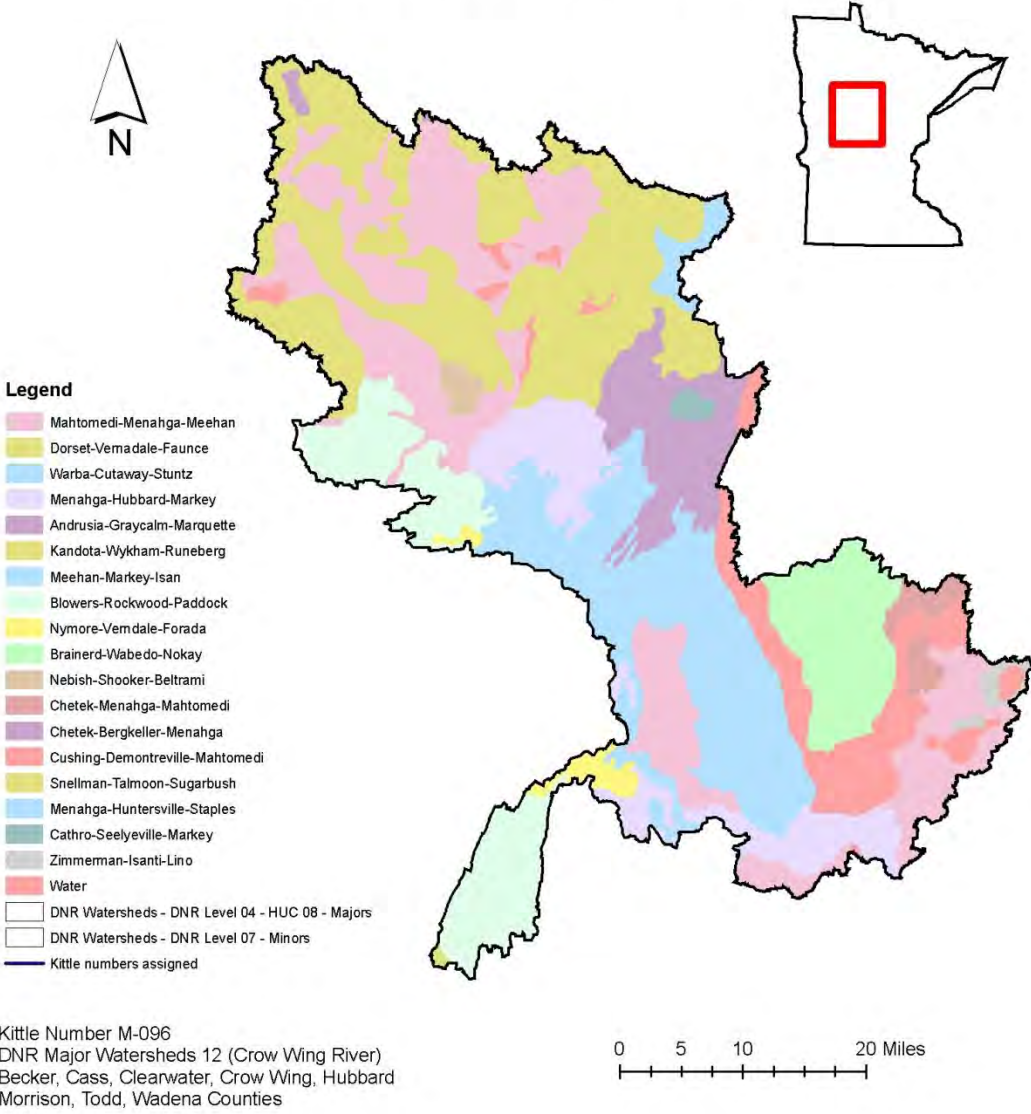 N
Legend
Mahtomedi-Menahga-Meehan
Dorset-Vernadale-Faunce
Warba-Cutaway-Stuntz
Menahga-Hubbard-Markey
Andrusia-Graycalm-Marquette
Kandota-Wykham-Runeberg
Meehan-Markey-Isan
Blowers-Rockwood-Paddock
Nymore-Verndale-Forada
Brainerd-Wabedo-Nokay
Nebish-Shooker-Beltrami
Chetek-Menahga-Mahtomedi
Chetek-Bergkeller-Menahga
Cushing-Demontreville-Mahtomedi
Snellman-Talmoon-Sugarbush
Menahga-Huntersville-Staples
Cathro-Seelyeville-Markey
Zimmerman-Isanti-Lino
Water
DNR Watersheds - DNR Level 04 - HUC 08 - Majors
DNR Watersheds - DNR Level 07 - Minors
Kittle numbers assigned
Kittle Number M-096
DNR Major Watersheds 12 (Crow Wing River)
Becker, Cass, Clearwater, Crow Wing, Hubbard
Morrison, Todd, Wadena Counties
0 5 10 20 Miles